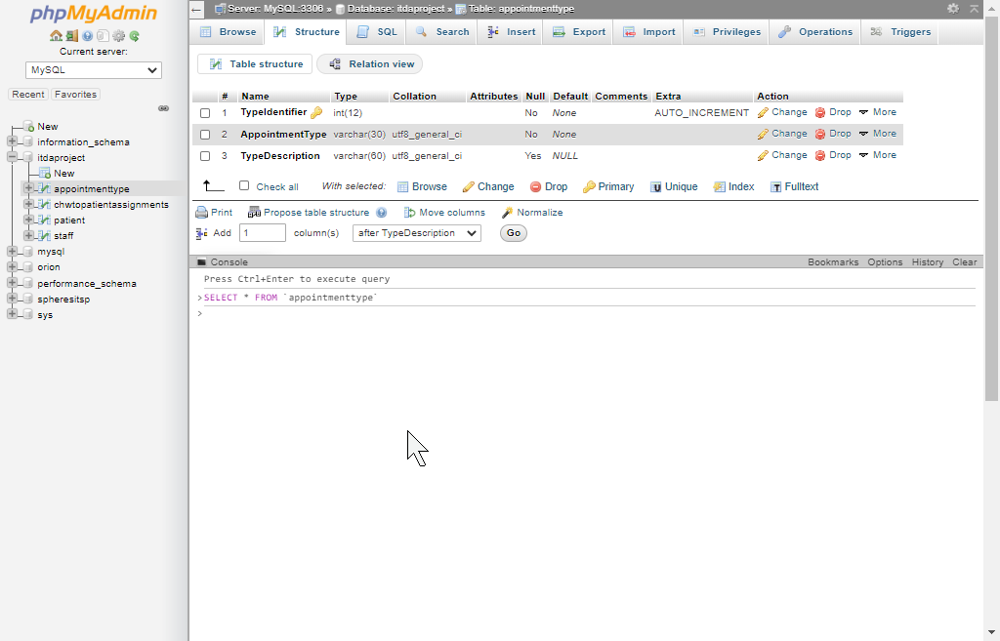 phpMyAdmin
Current server:
MySQL
Recent Favorites
New
information_schema
itdaproject
New
appointmenttype
chwtopatientassignments
patient
staff
mysql
orion
performance_schema
spheresitsp
sys
Server: MySQL:3306 » Database: itdaproject » Table: appointmenttype
Browse Structure SQL Search Insert Export Import Privileges Operations Triggers
Table structure Relation view
# Name Type Collation Attributes Null Default Comments Extra Action
1 TypeIdentifier int(12) No None AUTO_INCREMENT Change Drop More
2 AppointmentType varchar(30) utf8_general_ci No None Change Drop More
3 TypeDescription varchar(60) utf8_general_ci Yes NULL Change Drop More
Check all With selected: Browse Change Drop Primary Unique Index Fulltext
Print Propose table structure Move columns Normalize
Add 1 column(s) after TypeDescription Go
Console Bookmarks Options History Clear
Press Ctrl+Enter to execute query
>SELECT * FROM `appointmenttype`
>